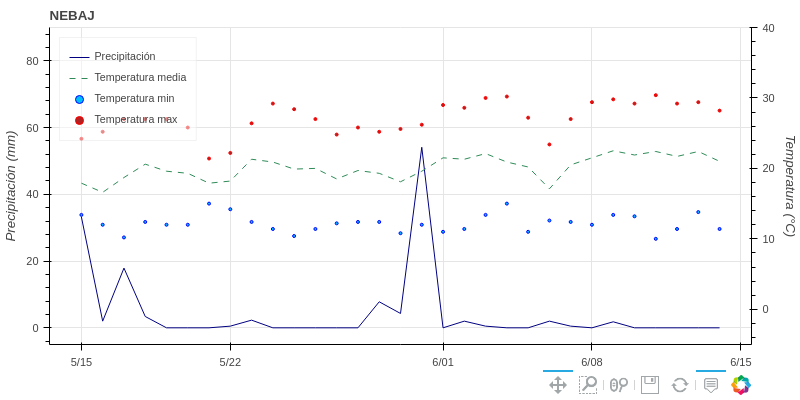 NEBAJ
Precipitación
Temperatura media
Temperatura min
Temperatura max
Precipitación (mm)
80
60
40
20
0
Temperatura (°C)
40
30
20
10
0
5/15
5/22
6/01
6/08
6/15